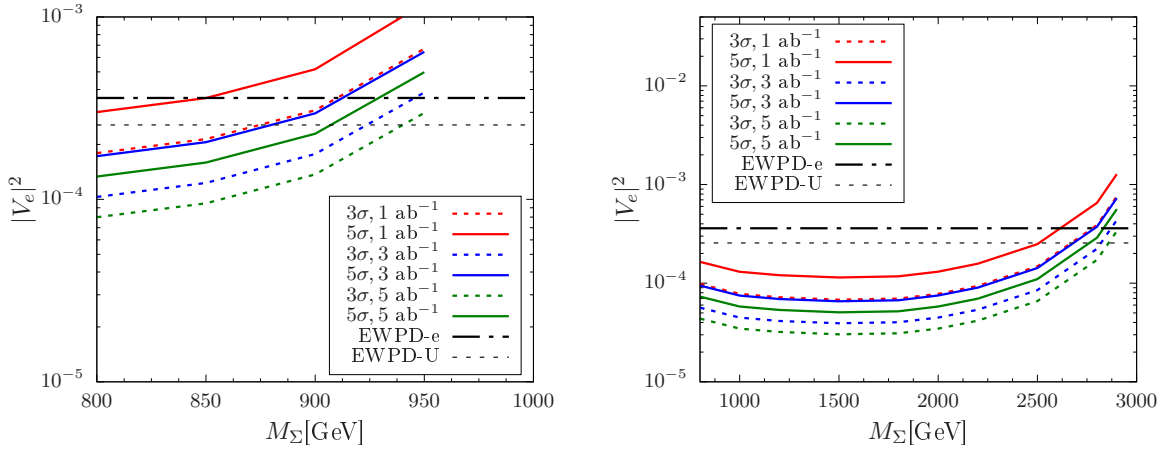 10⁻³
10⁻⁴
10⁻⁵
|Vₑ|²
800
850
900
950
1000
M_Σ[GeV]
3σ, 1 ab⁻¹
5σ, 1 ab⁻¹
3σ, 3 ab⁻¹
5σ, 3 ab⁻¹
3σ, 5 ab⁻¹
5σ, 5 ab⁻¹
EWPD-e
EWPD-U
10⁻²
10⁻³
10⁻⁴
10⁻⁵
|Vₑ|²
1000
1500
2000
2500
3000
M_Σ[GeV]
3σ, 1 ab⁻¹
5σ, 1 ab⁻¹
3σ, 3 ab⁻¹
5σ, 3 ab⁻¹
3σ, 5 ab⁻¹
5σ, 5 ab⁻¹
EWPD-e
EWPD-U